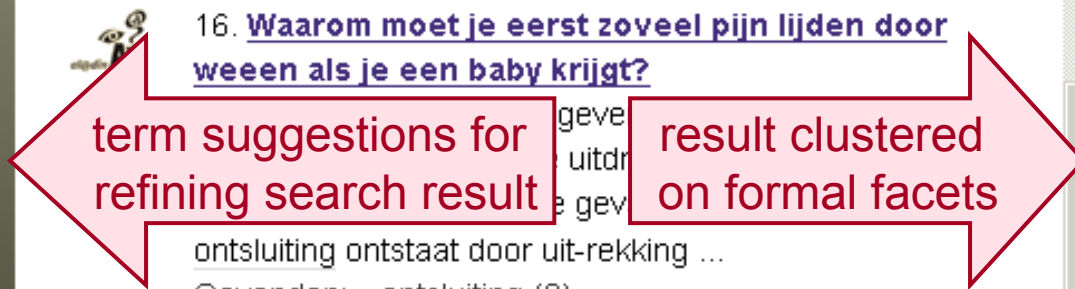 16. Waarom moet je eerst zoveel pijn lijden door
weeen als je een baby krijgt?
term suggestions for
refining search result
result clustered
on formal facets
ontsluiting ontstaat door uit-rekking ...